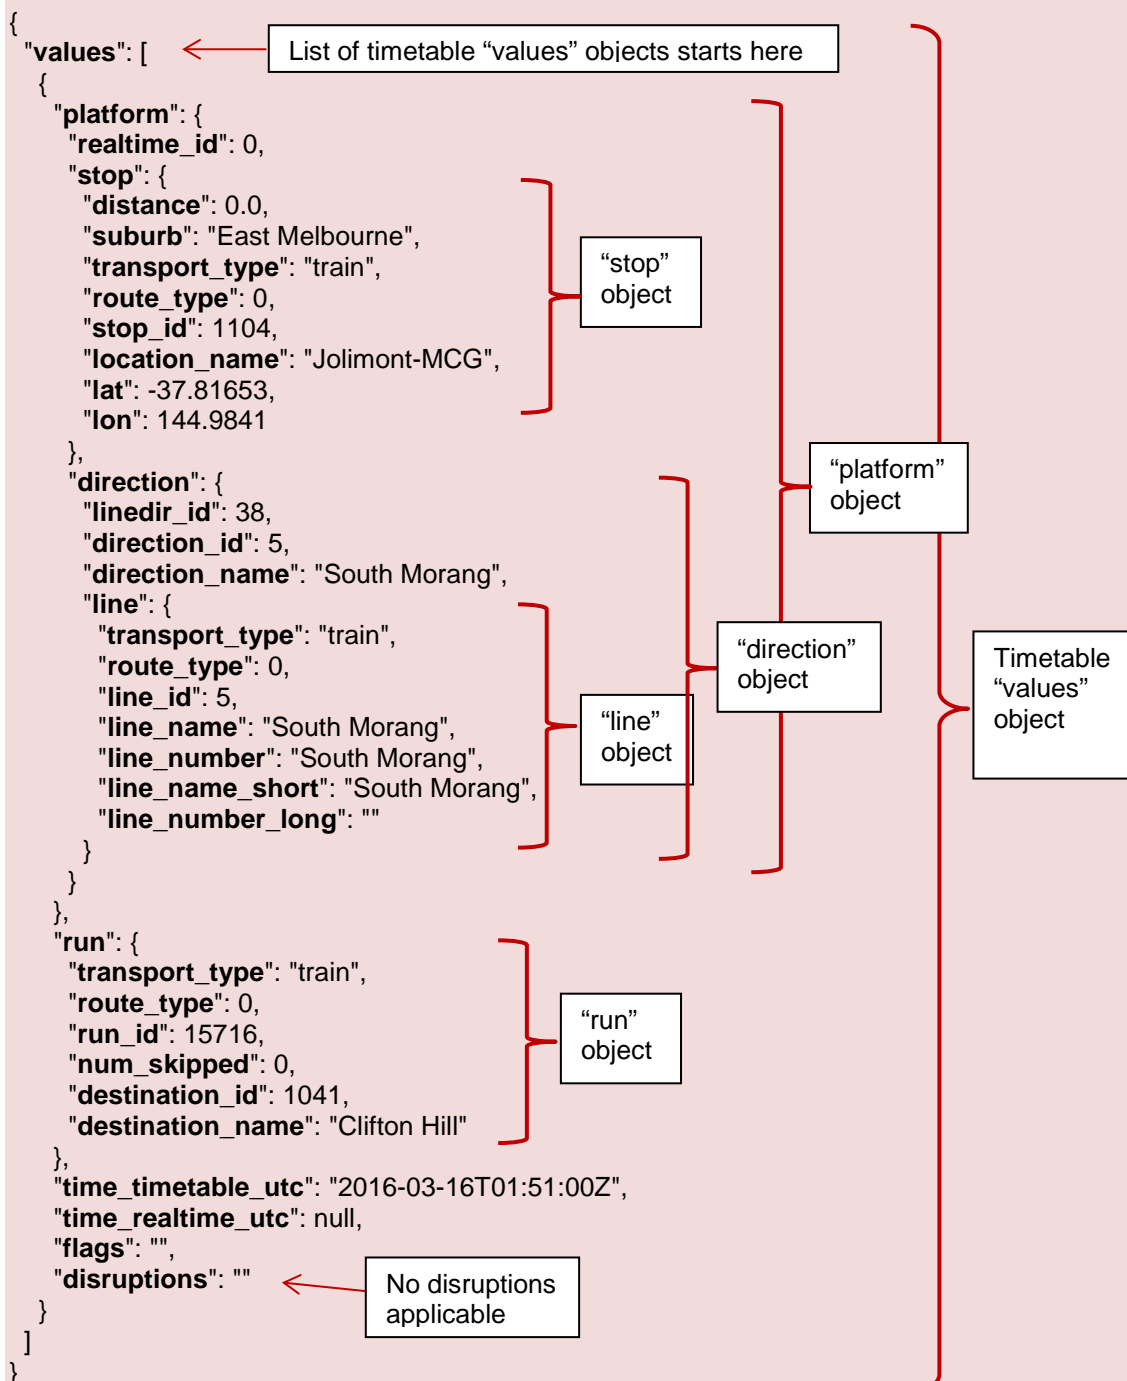 {
"values": [
List of timetable “values” objects starts here
{
"platform": {
"realtime_id": 0,
"stop": {
"distance": 0.0,
"suburb": "East Melbourne",
"transport_type": "train",
"route_type": 0,
"stop_id": 1104,
"location_name": "Jolimont-MCG",
"lat": -37.81653,
"lon": 144.9841
},
“stop”
object
"direction": {
"linedir_id": 38,
"direction_id": 5,
"direction_name": "South Morang",
"line": {
"transport_type": "train",
"route_type": 0,
"line_id": 5,
"line_name": "South Morang",
"line_number": "South Morang",
"line_name_short": "South Morang",
"line_number_long": ""
}
}
},
“line”
object
“direction”
object
“platform”
object
Timetable
“values”
object
"run": {
"transport_type": "train",
"route_type": 0,
"run_id": 15716,
"num_skipped": 0,
"destination_id": 1041,
"destination_name": "Clifton Hill"
},
“run”
object
"time_timetable_utc": "2016-03-16T01:51:00Z",
"time_realtime_utc": null,
"flags": "",
"disruptions": ""
No disruptions
applicable
}
]
}